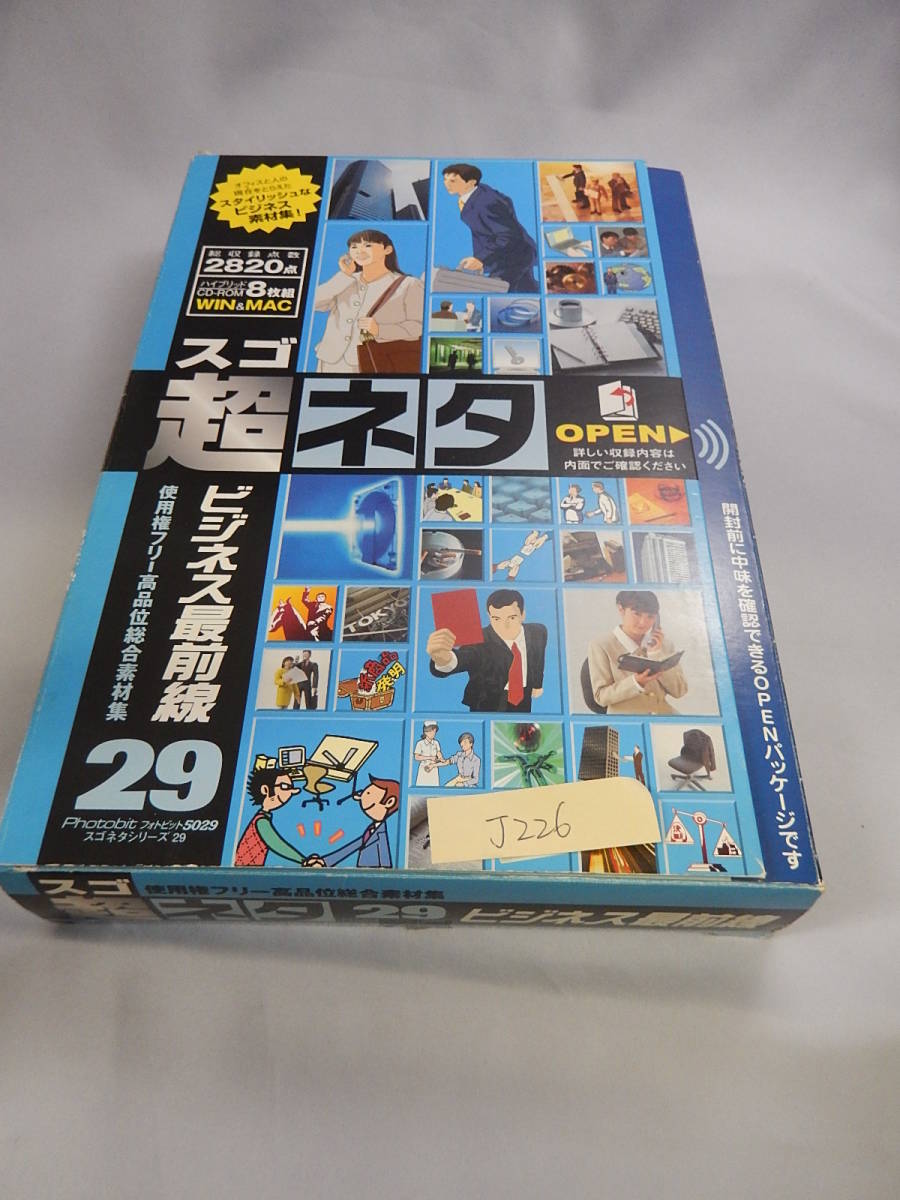 オフィスと人の
現在をとらえた
スタイリッシュな
ビジネス
素材集!
総収録点数
2820点
ハイブリッド
CD-ROM 8枚組
WIN&MAC
スゴ
超ネタ
OPEN
詳しい収録内容は
内面でご確認ください
ビジネス最前線
使用権フリー高品位総合素材集
29
Photobit フォトビット5029
スゴネタシリーズ 29
開封前に中味を確認できるOPENパッケージです
TOKYO
発明
J226
スゴ
超ネタ 29 ビジネス最前線
使用権フリー高品位総合素材集